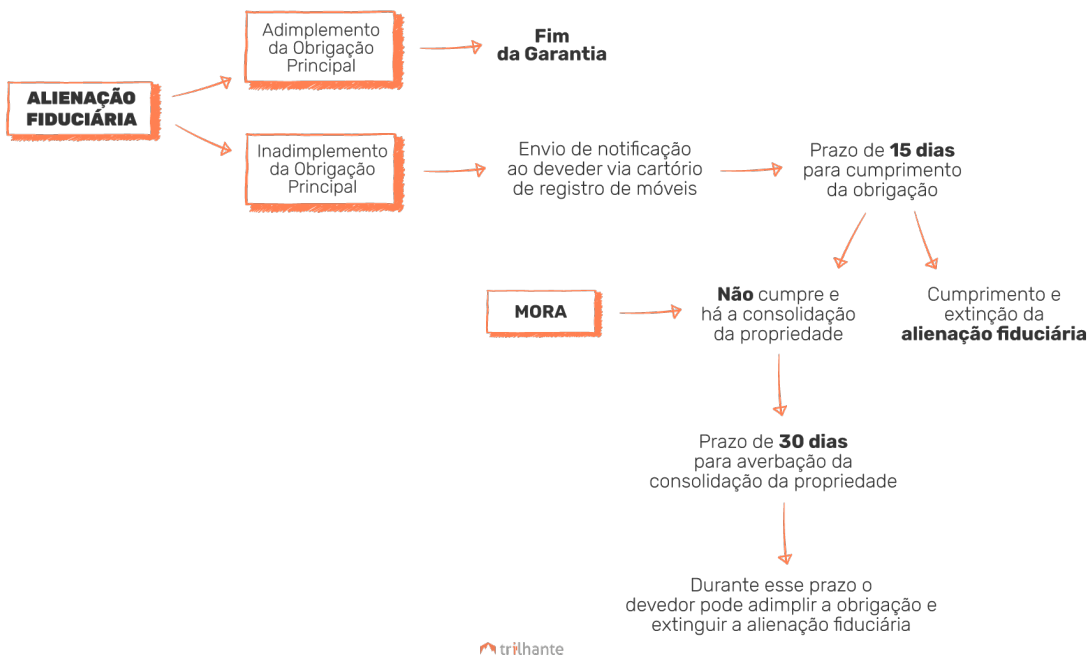 ALIENAÇÃO
FIDUCIÁRIA
Adimplemento
da Obrigação
Principal
Fim
da Garantia
Inadimplemento
da Obrigação
Principal
Envio de notificação
ao deveder via cartório
de registro de móveis
Prazo de 15 dias
para cumprimento
da obrigação
MORA
Não cumpre e
há a consolidação
da propriedade
Cumprimento e
extinção da
alienação fiduciária
Prazo de 30 dias
para averbação da
consolidação da propriedade
Durante esse prazo o
devedor pode adimplir a obrigação e
extinguir a alienação fiduciária
trilhante